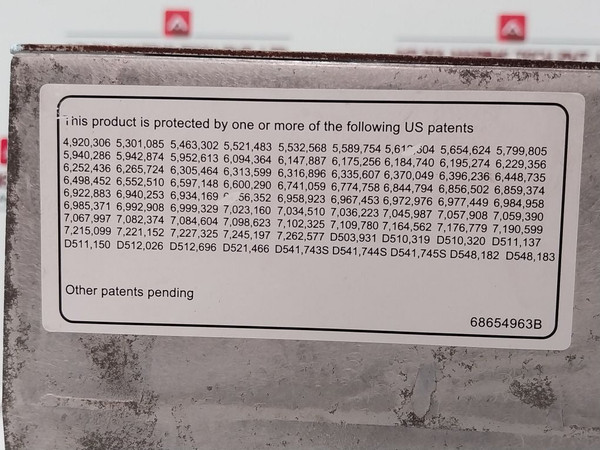 This product is protected by one or more of the following US patents
4,920,306 5,301,085 5,463,302 5,521,483 5,532,568 5,589,754 5,654,624 5,799,805
5,940,286 5,942,874 5,952,613 6,094,364 6,147,887 6,175,256 6,184,740 6,195,274 6,229,356
6,252,436 6,265,724 6,305,464 6,313,599 6,316,896 6,335,607 6,370,049 6,396,236 6,448,735
6,498,452 6,552,510 6,597,148 6,600,290 6,741,059 6,774,758 6,844,794 6,856,502 6,859,374
6,922,883 6,940,253 6,934,169 6,958,923 6,967,453 6,972,976 6,977,449 6,984,958
6,985,371 6,992,908 6,999,329 7,023,160 7,034,510 7,036,223 7,045,987 7,057,908 7,059,390
7,067,997 7,082,374 7,084,604 7,098,623 7,102,325 7,109,780 7,164,562 7,176,779 7,190,599
7,215,099 7,221,152 7,227,325 7,245,197 7,262,577 D503,931 D510,319 D510,320 D511,137
D511,150 D512,026 D512,696 D521,466 D541,743S D541,744S D541,745S D548,182 D548,183
Other patents pending
68654963B